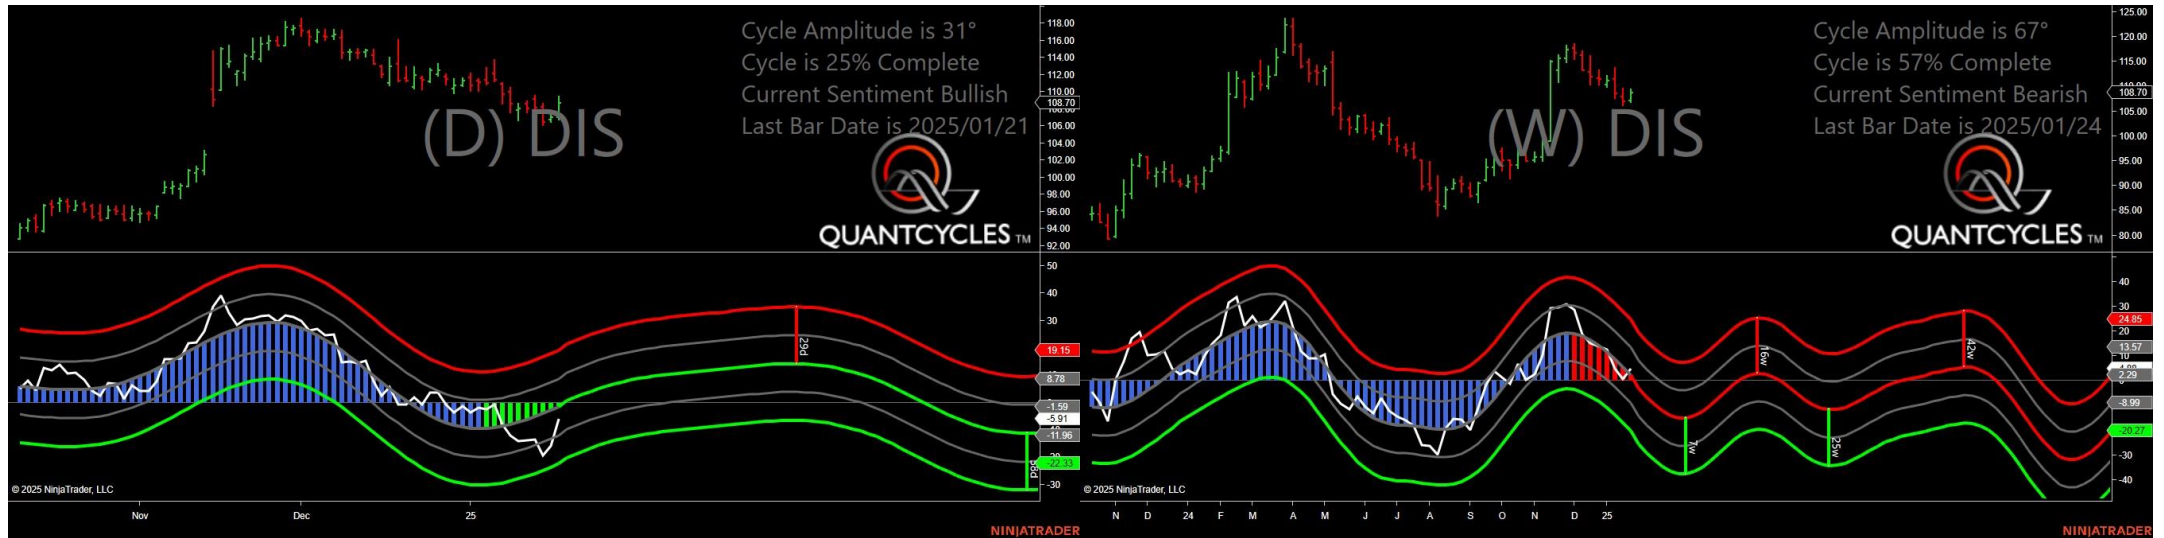 Cycle Amplitude is 31°
Cycle is 25% Complete
Current Sentiment Bullish
Last Bar Date is 2025/01/21
(D) DIS
QUANTCYCLES TM
118.00
116.00
114.00
112.00
110.00
108.70
106.00
104.00
102.00
100.00
98.00
96.00
94.00
92.00
50
40
30
19.15
8.78
-1.59
-5.91
-11.96
-22.33
-30
29d
© 2025 NinjaTrader, LLC
Nov
Dec
25
NINJATRADER
Cycle Amplitude is 67°
Cycle is 57% Complete
Current Sentiment Bearish
Last Bar Date is 2025/01/24
(W) DIS
QUANTCYCLES TM
125.00
120.00
115.00
108.70
105.00
100.00
95.00
90.00
85.00
80.00
40
30
24.85
20
13.57
10
2.29
-8.99
-20.27
-30
-40
16w
42w
7w
25w
© 2025 NinjaTrader, LLC
N D 24 F M A M J J A S O N D 25
NINJATRADER